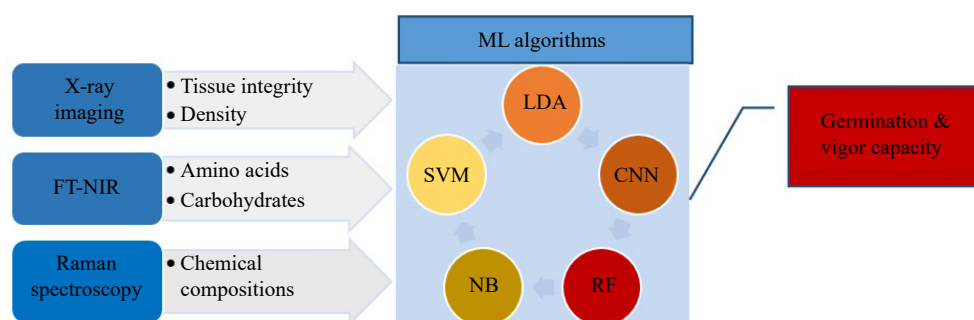 ML algorithms
X-ray
imaging
• Tissue integrity
• Density
FT-NIR
• Amino acids
• Carbohydrates
Raman
spectroscopy
• Chemical
compositions
LDA
CNN
RF
NB
SVM
Germination &
vigor capacity